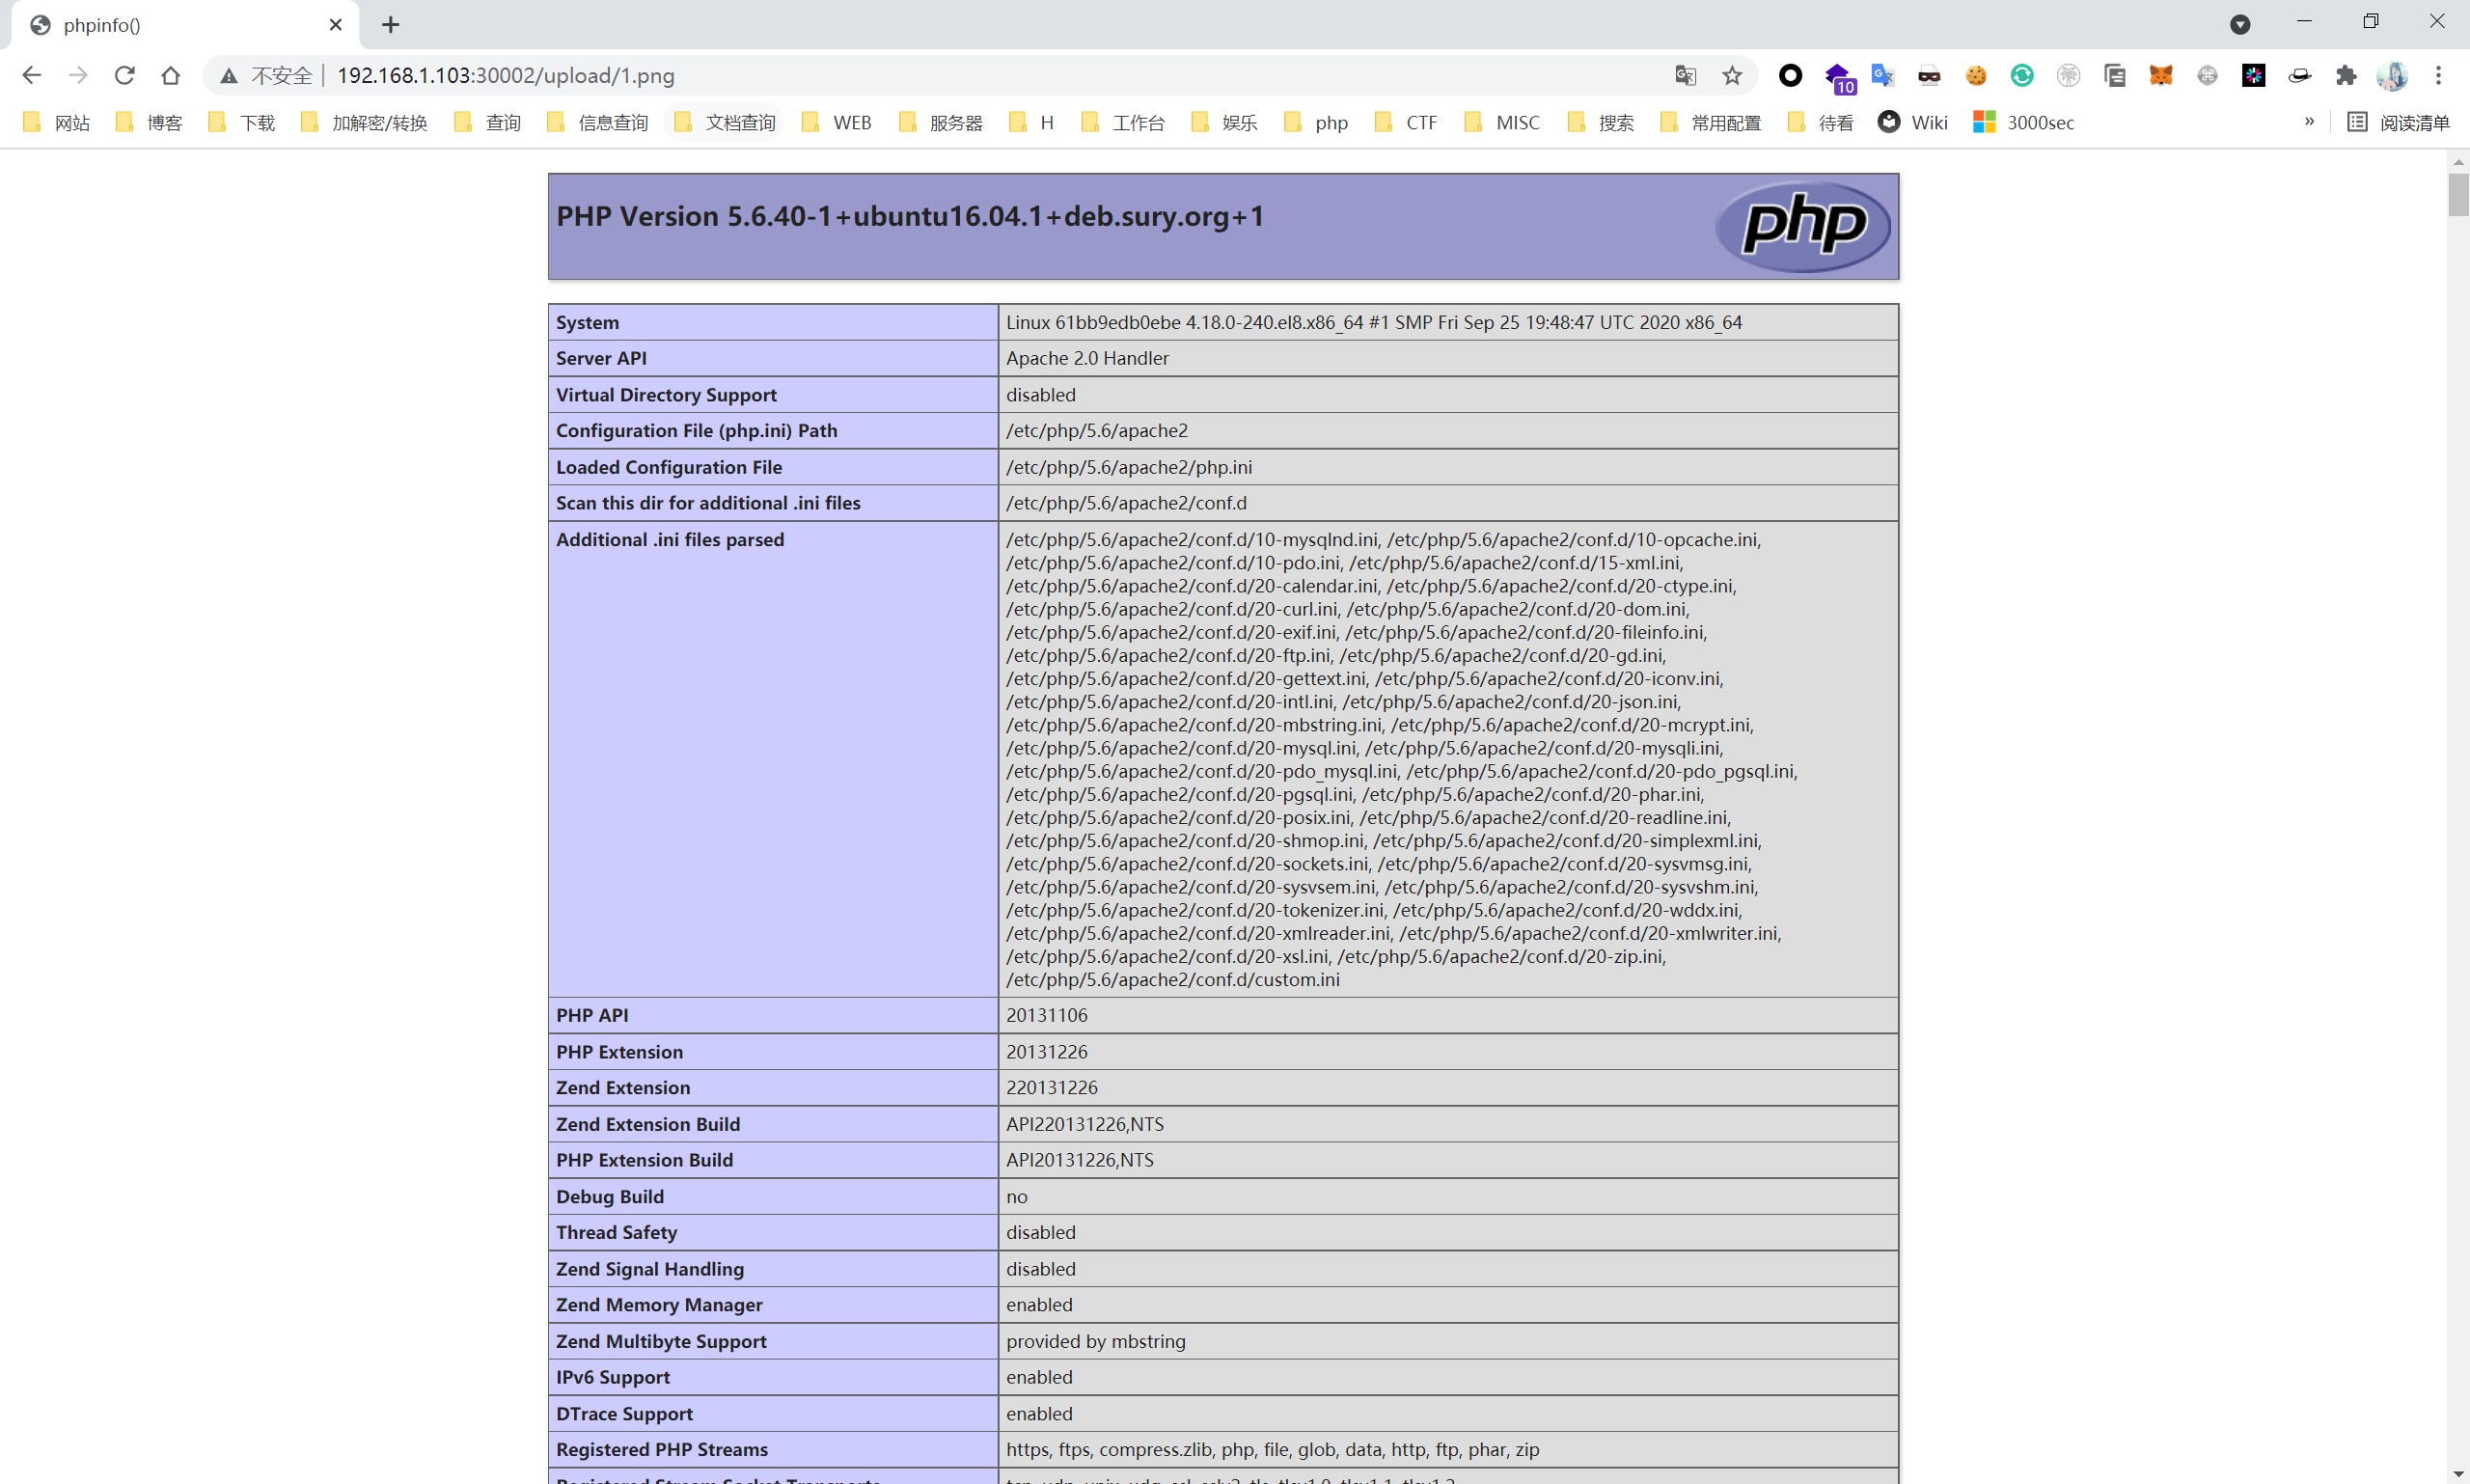 phpinfo()
不安全 192.168.1.103:30002/upload/1.png
10
网站 博客 下载 加解密/转换 查询 信息查询 文档查询 WEB 服务器 H 工作台 娱乐 php CTF MISC 搜索 常用配置 待看 Wiki 3000sec » 阅读清单
PHP Version 5.6.40-1+ubuntu16.04.1+deb.sury.org+1 php
System Linux 61bb9edb0ebe 4.18.0-240.el8.x86_64 #1 SMP Fri Sep 25 19:48:47 UTC 2020 x86_64
Server API Apache 2.0 Handler
Virtual Directory Support disabled
Configuration File (php.ini) Path /etc/php/5.6/apache2
Loaded Configuration File /etc/php/5.6/apache2/php.ini
Scan this dir for additional .ini files /etc/php/5.6/apache2/conf.d
Additional .ini files parsed /etc/php/5.6/apache2/conf.d/10-mysqlnd.ini, /etc/php/5.6/apache2/conf.d/10-opcache.ini,
/etc/php/5.6/apache2/conf.d/10-pdo.ini, /etc/php/5.6/apache2/conf.d/15-xml.ini,
/etc/php/5.6/apache2/conf.d/20-calendar.ini, /etc/php/5.6/apache2/conf.d/20-ctype.ini,
/etc/php/5.6/apache2/conf.d/20-curl.ini, /etc/php/5.6/apache2/conf.d/20-dom.ini,
/etc/php/5.6/apache2/conf.d/20-exif.ini, /etc/php/5.6/apache2/conf.d/20-fileinfo.ini,
/etc/php/5.6/apache2/conf.d/20-ftp.ini, /etc/php/5.6/apache2/conf.d/20-gd.ini,
/etc/php/5.6/apache2/conf.d/20-gettext.ini, /etc/php/5.6/apache2/conf.d/20-iconv.ini,
/etc/php/5.6/apache2/conf.d/20-intl.ini, /etc/php/5.6/apache2/conf.d/20-json.ini,
/etc/php/5.6/apache2/conf.d/20-mbstring.ini, /etc/php/5.6/apache2/conf.d/20-mcrypt.ini,
/etc/php/5.6/apache2/conf.d/20-mysql.ini, /etc/php/5.6/apache2/conf.d/20-mysqli.ini,
/etc/php/5.6/apache2/conf.d/20-pdo_mysql.ini, /etc/php/5.6/apache2/conf.d/20-pdo_pgsql.ini,
/etc/php/5.6/apache2/conf.d/20-pgsql.ini, /etc/php/5.6/apache2/conf.d/20-phar.ini,
/etc/php/5.6/apache2/conf.d/20-posix.ini, /etc/php/5.6/apache2/conf.d/20-readline.ini,
/etc/php/5.6/apache2/conf.d/20-shmop.ini, /etc/php/5.6/apache2/conf.d/20-simplexml.ini,
/etc/php/5.6/apache2/conf.d/20-sockets.ini, /etc/php/5.6/apache2/conf.d/20-sysvmsg.ini,
/etc/php/5.6/apache2/conf.d/20-sysvsem.ini, /etc/php/5.6/apache2/conf.d/20-sysvshm.ini,
/etc/php/5.6/apache2/conf.d/20-tokenizer.ini, /etc/php/5.6/apache2/conf.d/20-wddx.ini,
/etc/php/5.6/apache2/conf.d/20-xmlreader.ini, /etc/php/5.6/apache2/conf.d/20-xmlwriter.ini,
/etc/php/5.6/apache2/conf.d/20-xsl.ini, /etc/php/5.6/apache2/conf.d/20-zip.ini,
/etc/php/5.6/apache2/conf.d/custom.ini
PHP API 20131106
PHP Extension 20131226
Zend Extension 220131226
Zend Extension Build API220131226,NTS
PHP Extension Build API20131226,NTS
Debug Build no
Thread Safety disabled
Zend Signal Handling disabled
Zend Memory Manager enabled
Zend Multibyte Support provided by mbstring
IPv6 Support enabled
DTrace Support enabled
Registered PHP Streams https, ftps, compress.zlib, php, file, glob, data, http, ftp, phar, zip